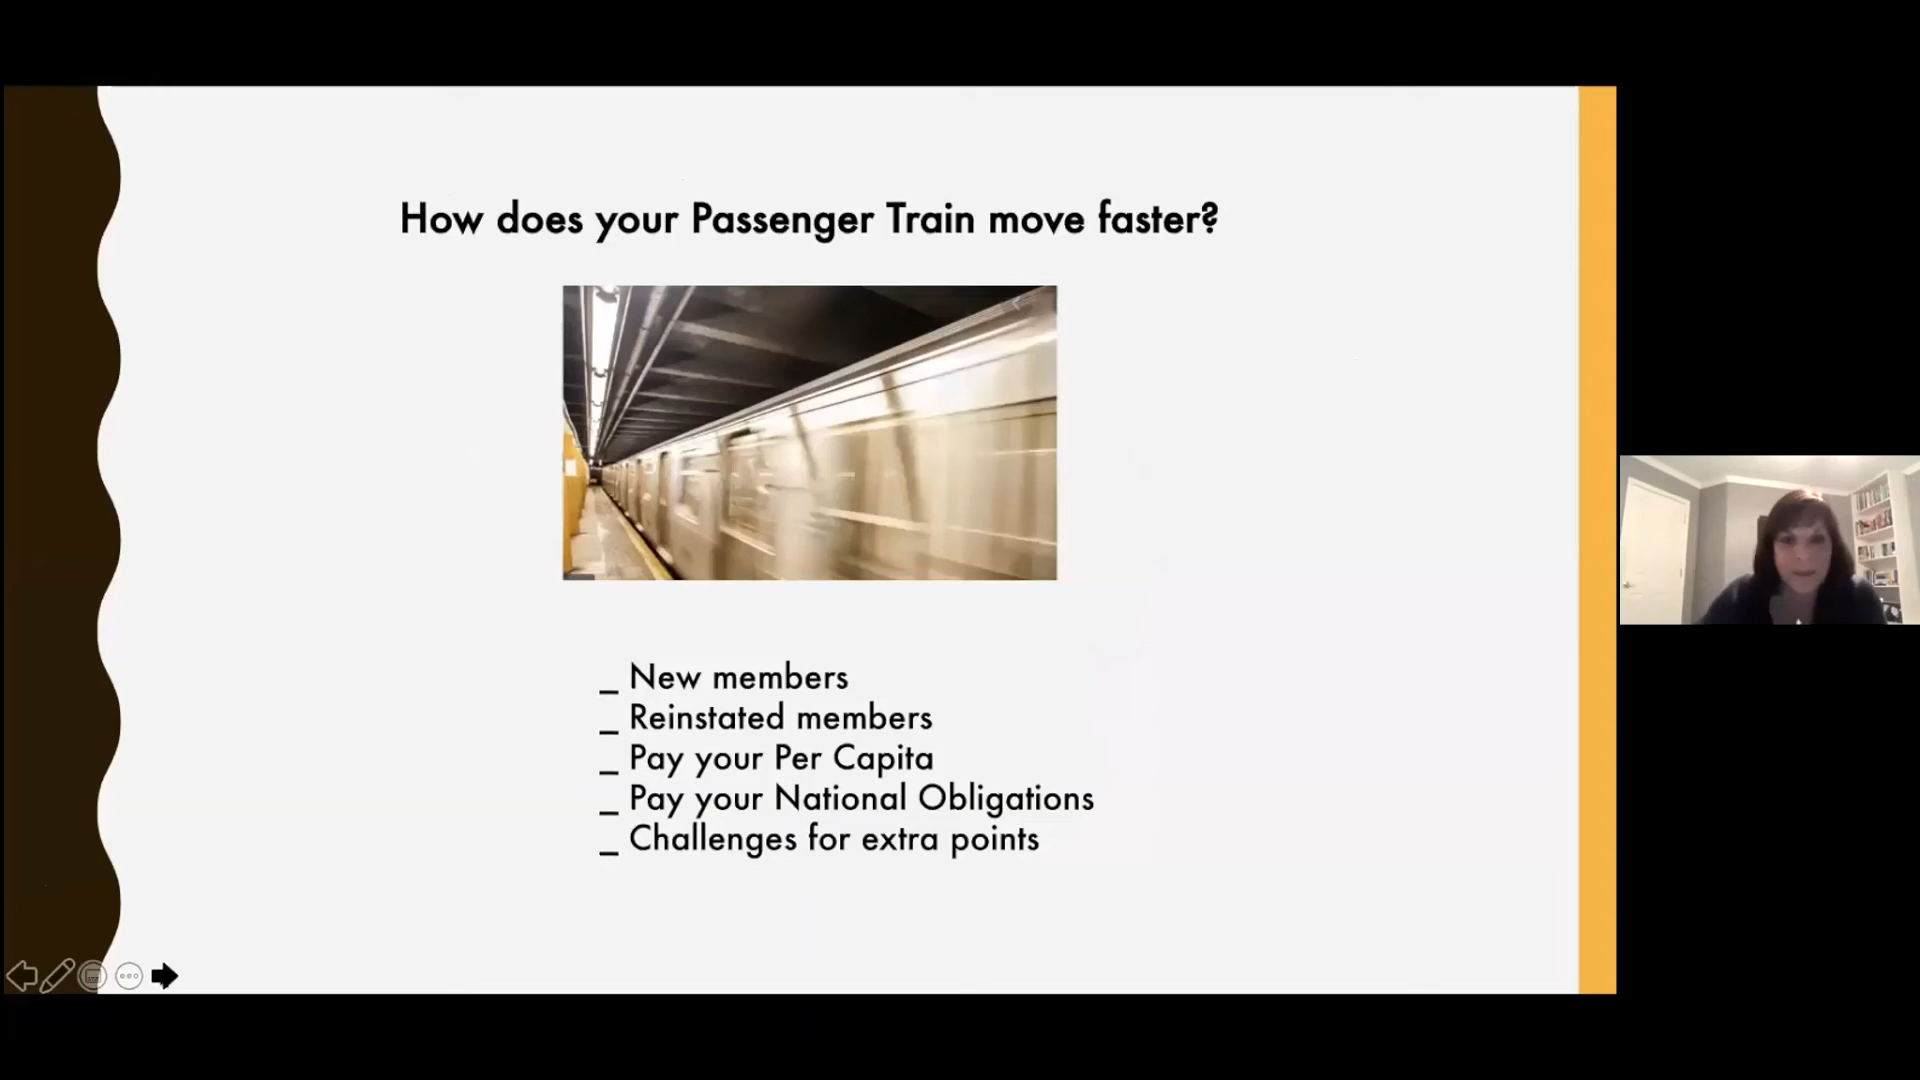 How does your Passenger Train move faster?
_ New members
_ Reinstated members
_ Pay your Per Capita
_ Pay your National Obligations
_ Challenges for extra points